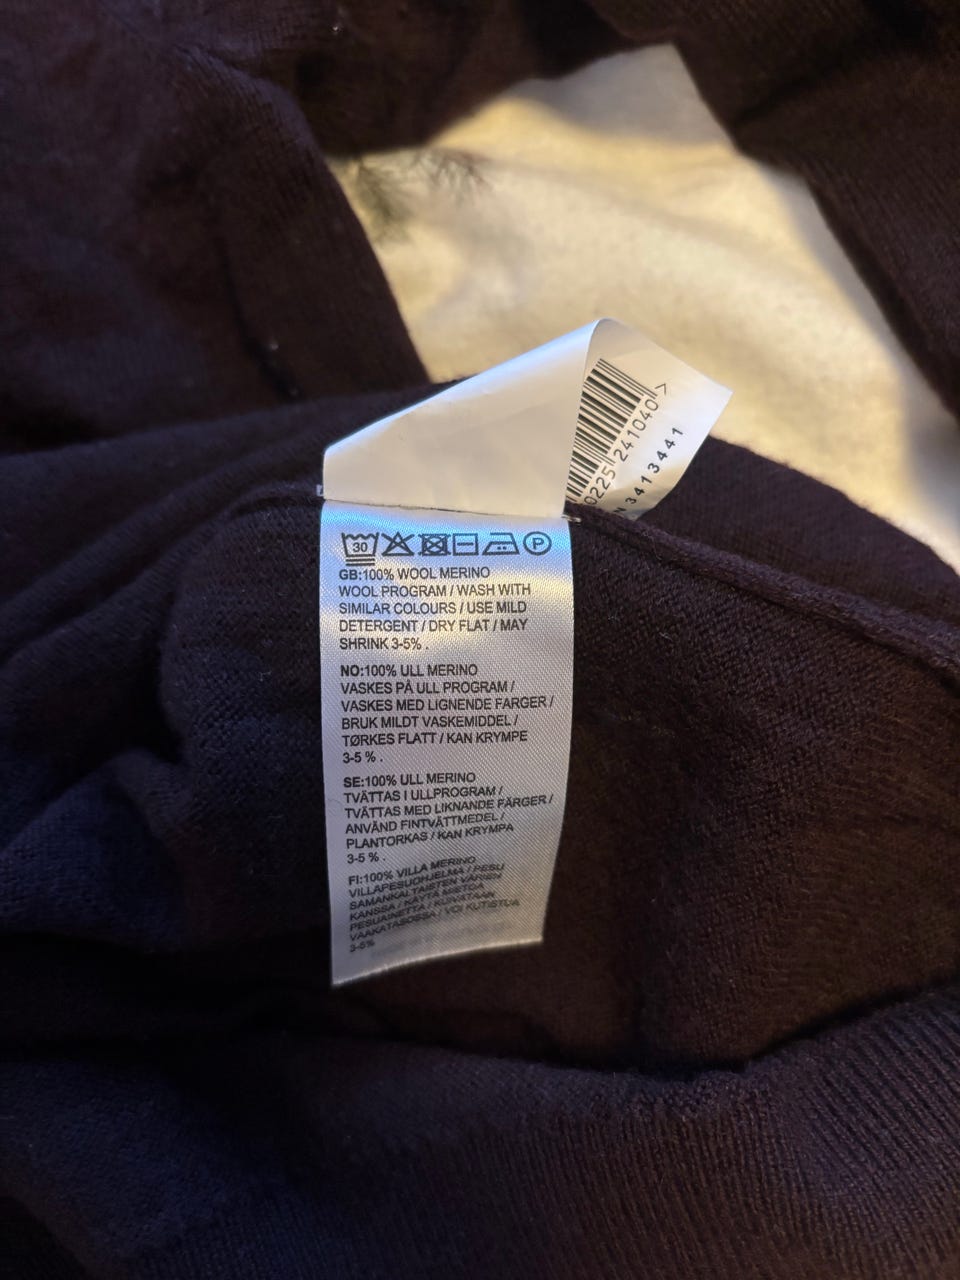 0225 241040 >
N 3413441
30 P
GB:100% WOOL MERINO
WOOL PROGRAM / WASH WITH
SIMILAR COLOURS / USE MILD
DETERGENT / DRY FLAT / MAY
SHRINK 3-5% .
NO:100% ULL MERINO
VASKES PÅ ULL PROGRAM /
VASKES MED LIGNENDE FARGER /
BRUK MILDT VASKEMIDDEL /
TØRKES FLATT / KAN KRYMPE
3-5 % .
SE:100% ULL MERINO
TVÄTTAS I ULLPROGRAM /
TVÄTTAS MED LIKNANDE FÄRGER /
ANVÄND FINTVÄTTMEDEL /
PLANTORKAS / KAN KRYMPA
3-5 % .
FI:100% VILLA MERINO
VILLAPESUOHJELMA / PESU
SAMANKALTAISTEN VÄRIEN
KANSSA / KÄYTÄ MIETOA
PESUAINETTA / KUIVATAAN
VAAKATASOSSA / VOI KUTISTUA
3-5%